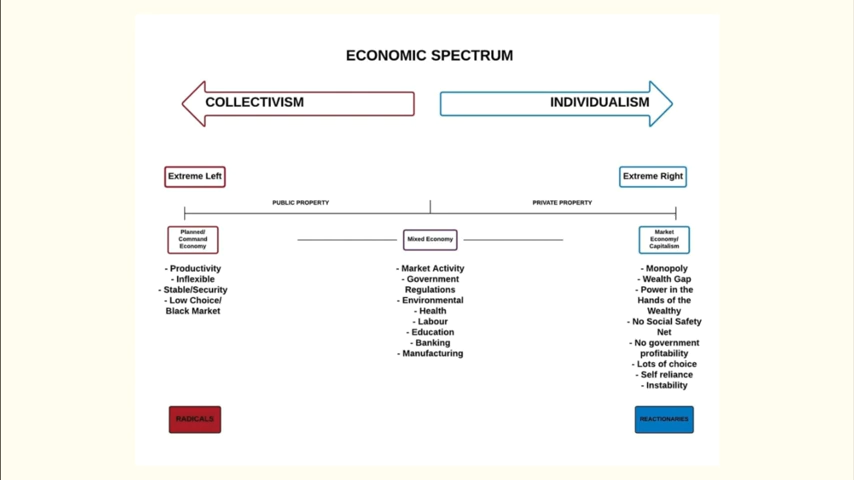 ECONOMIC SPECTRUM
COLLECTIVISM
INDIVIDUALISM
Extreme Left
Extreme Right
PUBLIC PROPERTY
PRIVATE PROPERTY
Planned/
Command
Economy
Mixed Economy
Market
Economy/
Capitalism
- Productivity
- Inflexible
- Stable/Security
- Low Choice/
Black Market
- Market Activity
- Government
Regulations
- Environmental
- Health
- Labour
- Education
- Banking
- Manufacturing
- Monopoly
- Wealth Gap
- Power in the
Hands of the
Wealthy
- No Social Safety
Net
- No government
profitability
- Lots of choice
- Self reliance
- Instability
RADICALS
REACTIONARIES